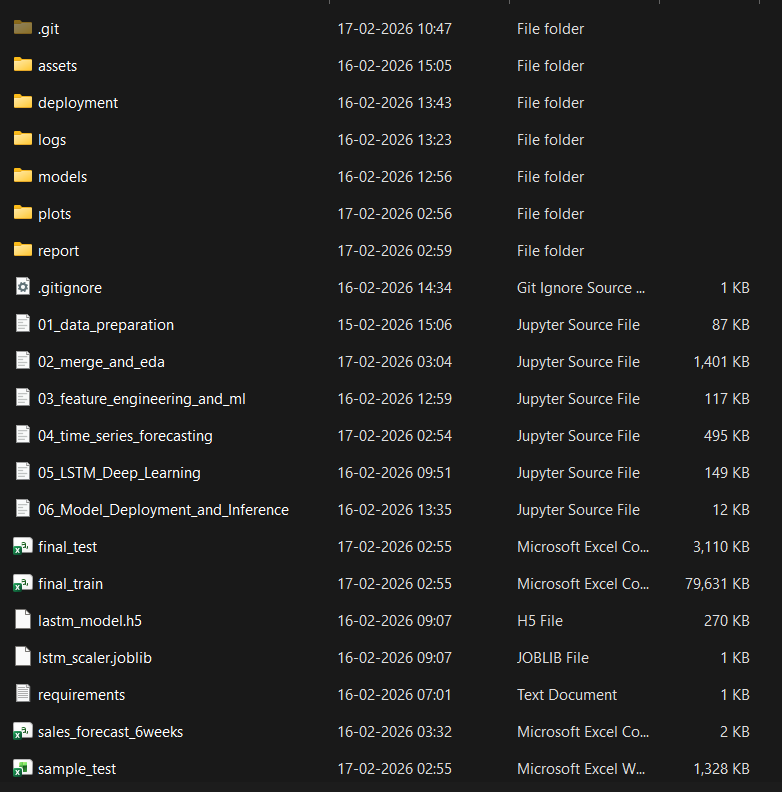 .git 17-02-2026 10:47 File folder
assets 16-02-2026 15:05 File folder
deployment 16-02-2026 13:43 File folder
logs 16-02-2026 13:23 File folder
models 16-02-2026 12:56 File folder
plots 17-02-2026 02:56 File folder
report 17-02-2026 02:59 File folder
.gitignore 16-02-2026 14:34 Git Ignore Source ... 1 KB
01_data_preparation 15-02-2026 15:06 Jupyter Source File 87 KB
02_merge_and_eda 17-02-2026 03:04 Jupyter Source File 1,401 KB
03_feature_engineering_and_ml 16-02-2026 12:59 Jupyter Source File 117 KB
04_time_series_forecasting 17-02-2026 02:54 Jupyter Source File 495 KB
05_LSTM_Deep_Learning 16-02-2026 09:51 Jupyter Source File 149 KB
06_Model_Deployment_and_Inference 16-02-2026 13:35 Jupyter Source File 12 KB
final_test 17-02-2026 02:55 Microsoft Excel Co... 3,110 KB
final_train 17-02-2026 02:55 Microsoft Excel Co... 79,631 KB
lastm_model.h5 16-02-2026 09:07 H5 File 270 KB
lstm_scaler.joblib 16-02-2026 09:07 JOBLIB File 1 KB
requirements 16-02-2026 07:01 Text Document 1 KB
sales_forecast_6weeks 16-02-2026 03:32 Microsoft Excel Co... 2 KB
sample_test 17-02-2026 02:55 Microsoft Excel W... 1,328 KB